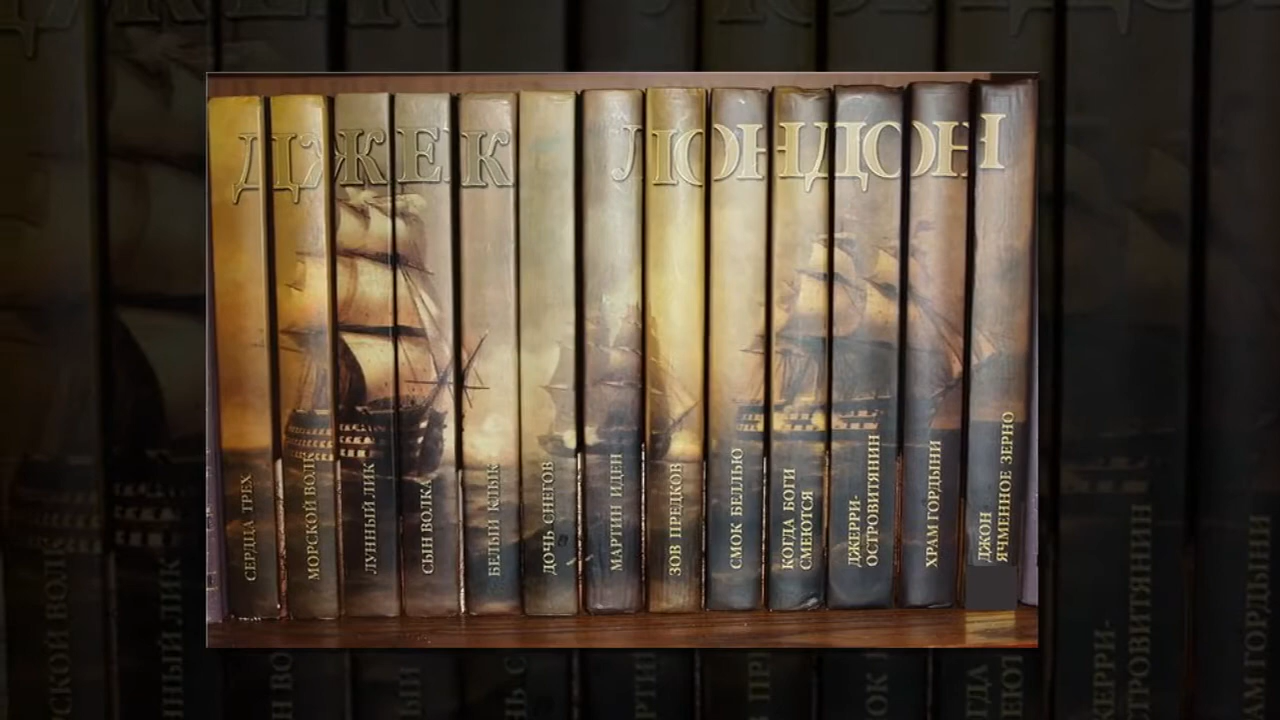 ДЖЕК ЛОНДОН
СЕРДЦА ТРЕХ
МОРСКОЙ ВОЛК
ЛУННЫЙ ЛИК
СЫН ВОЛКА
БЕЛЫЙ КЛЫК
ДОЧЬ СНЕГОВ
МАРТИН ИДЕН
ЗОВ ПРЕДКОВ
СМОК БЕЛЛЬЮ
КОГДА БОГИ
СМЕЮТСЯ
ДЖЕРРИ-
ОСТРОВИТЯНИН
ХРАМ ГОРДЫНИ
ДЖОН
ЯЧМЕННОЕ ЗЕРНО